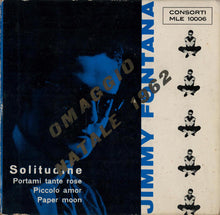 CONSORTI
MLE 10006
JIMMY FONTANA
OMAGGIO
NATALE 1962
Solitudine
Portami tante rose
Piccolo amor
Paper moon